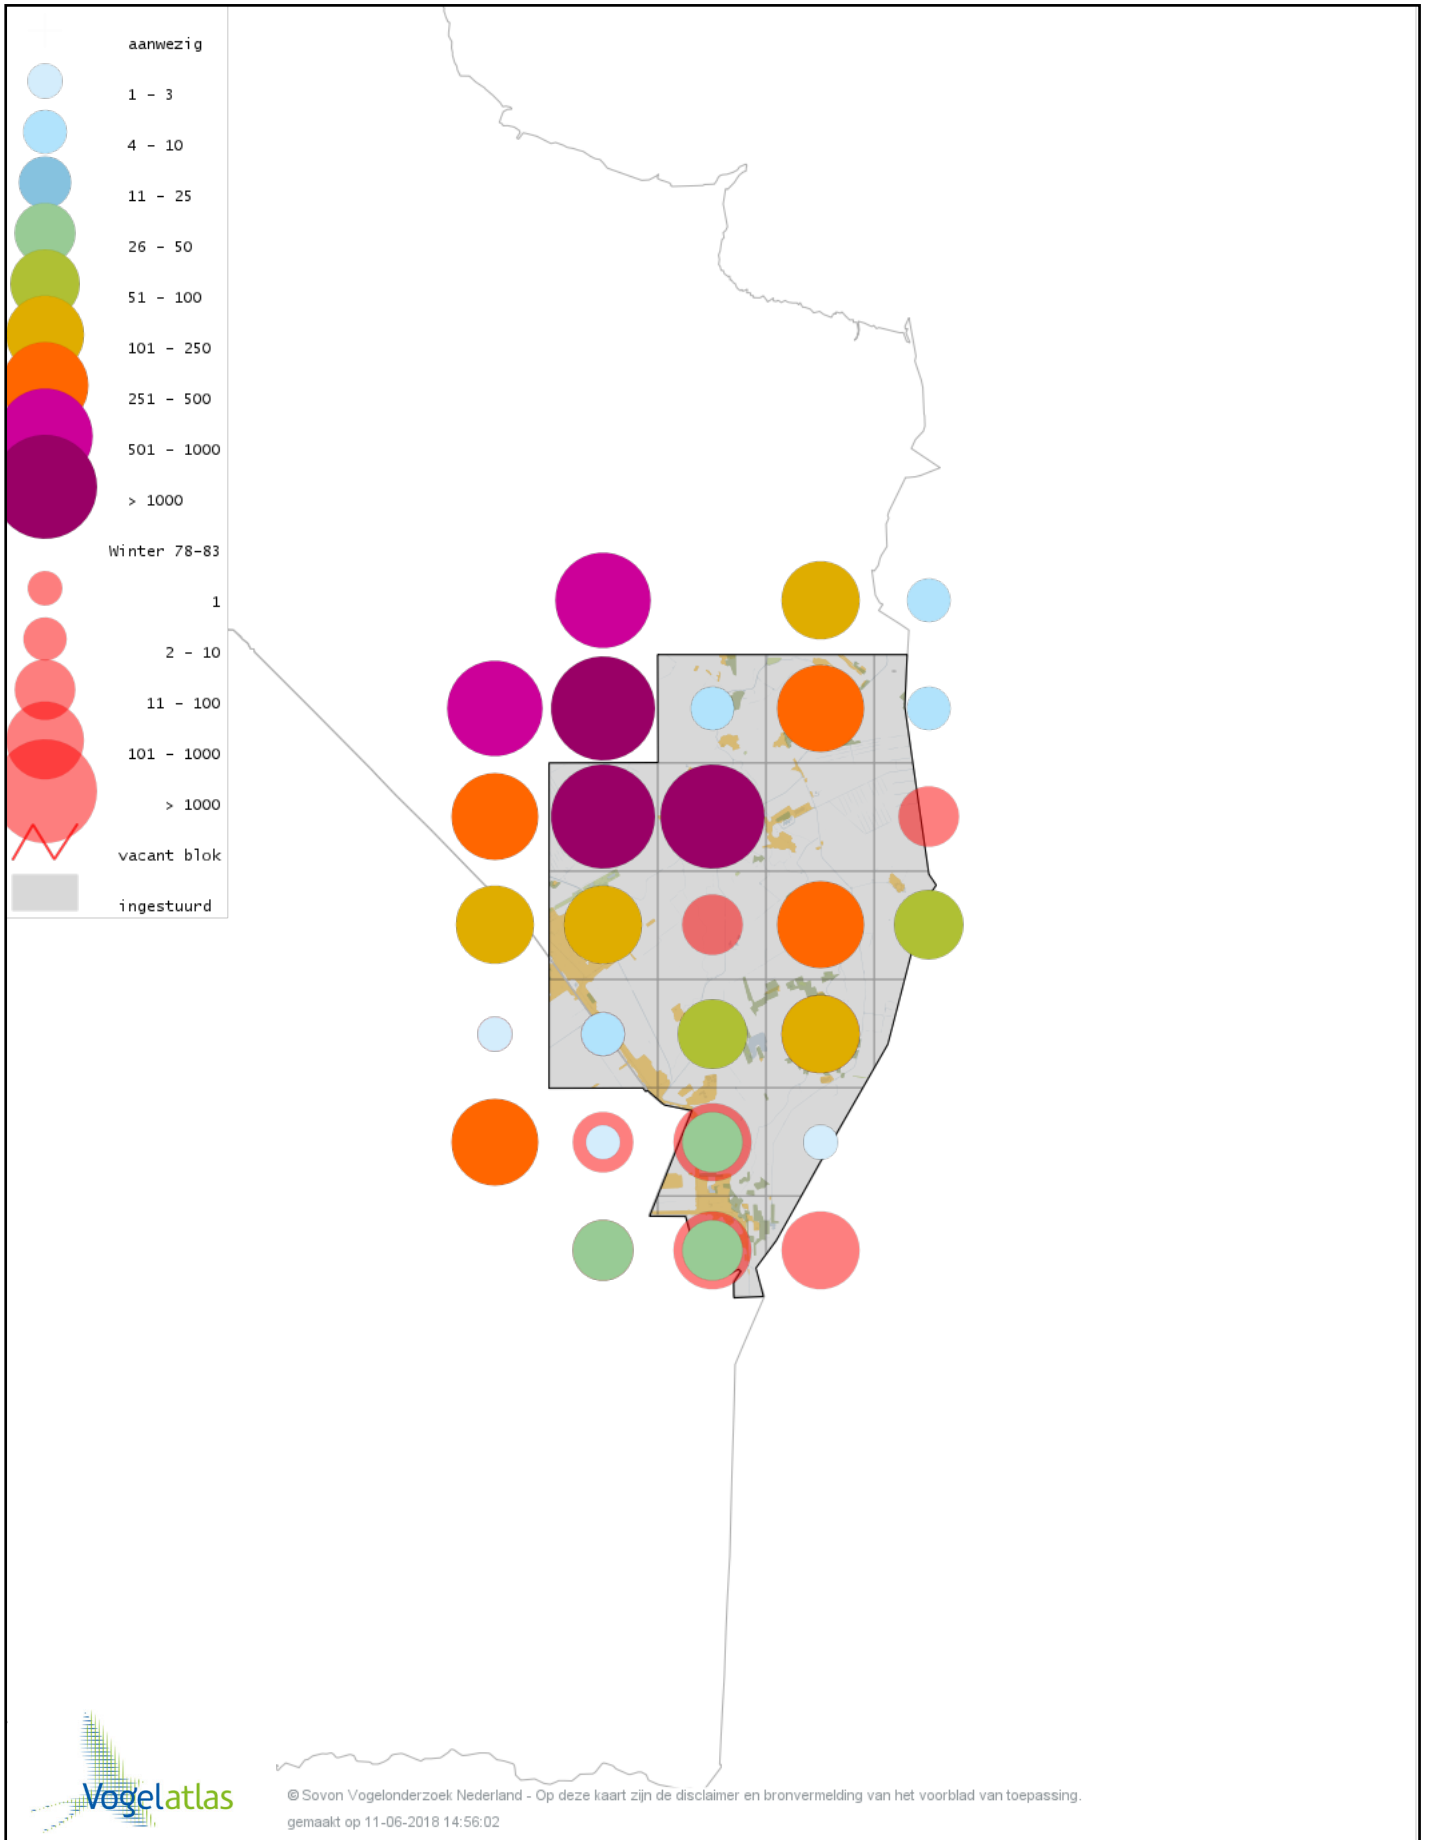 aanwezig
1 - 3
4 - 10
11 - 25
26 - 50
51 - 100
101 - 250
251 - 500
501 - 1000
> 1000
Winter 78-83
1
2 - 10
11 - 100
101 - 1000
> 1000
vacant blok
ingestuurd
Vogelatlas
© Sovon Vogelonderzoek Nederland - Op deze kaart zijn de disclaimer en bronvermelding van het voorblad van toepassing.
gemaakt op 11-06-2018 14:56:02